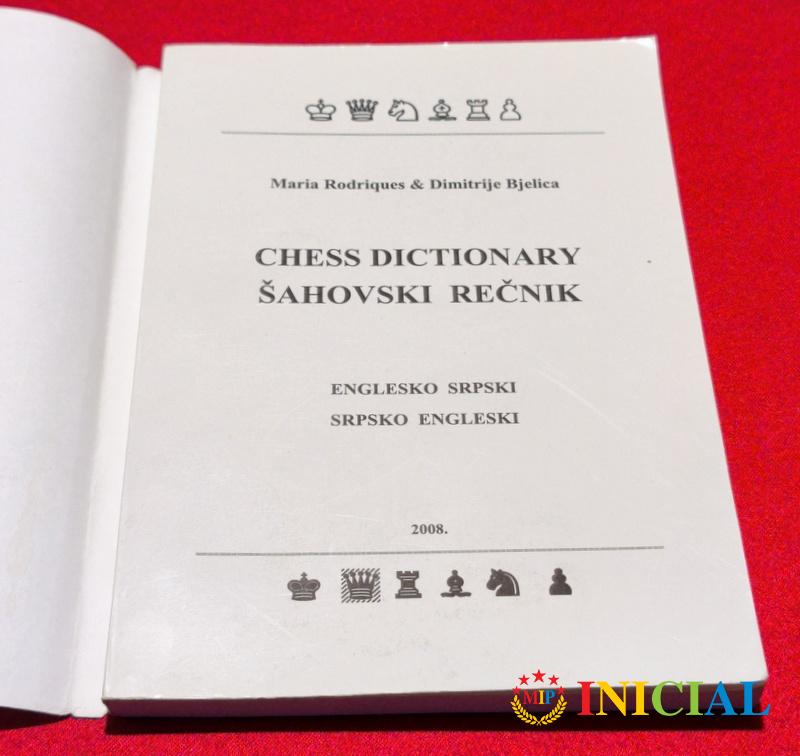 Maria Rodriques & Dimitrije Bjelica
CHESS DICTIONARY
ŠAHOVSKI REČNIK
ENGLESKO SRPSKI
SRPSKO ENGLESKI
2008.
MIP INICIAL